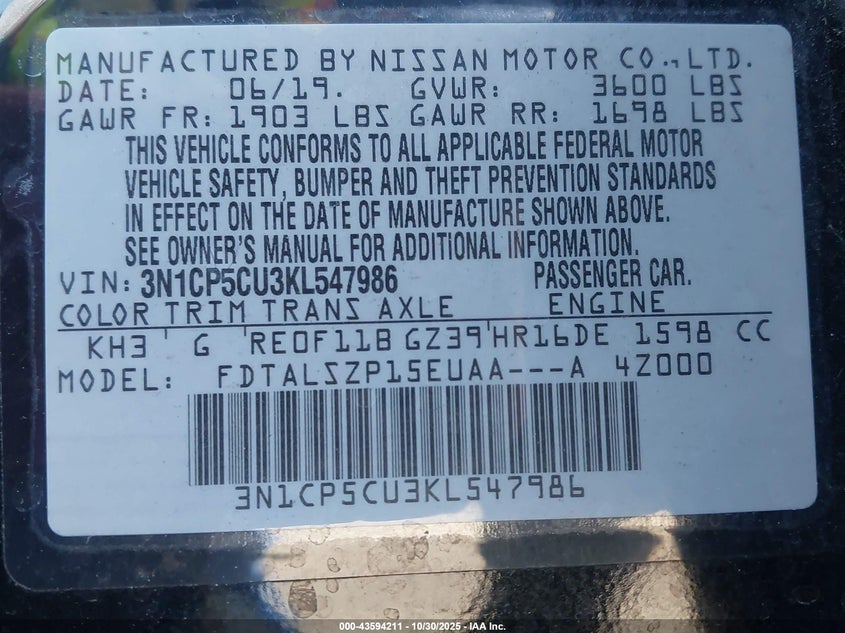 MANUFACTURED BY NISSAN MOTOR CO.,LTD.
DATE: 06/19. GVWR: 3600 LBS
GAWR FR: 1903 LBS GAWR RR: 1698 LBS
THIS VEHICLE CONFORMS TO ALL APPLICABLE FEDERAL MOTOR
VEHICLE SAFETY, BUMPER AND THEFT PREVENTION STANDARDS
IN EFFECT ON THE DATE OF MANUFACTURE SHOWN ABOVE.
SEE OWNER'S MANUAL FOR ADDITIONAL INFORMATION.
VIN: 3N1CP5CU3KL547986 PASSENGER CAR.
COLOR TRIM TRANS AXLE ENGINE
KH3 G RE0F11B GZ39 HR16DE 1598 CC
MODEL: FDTALSZP15EUAA---A 4Z000
3N1CP5CU3KL547986
000-43594211 - 10/30/2025 - IAA Inc.